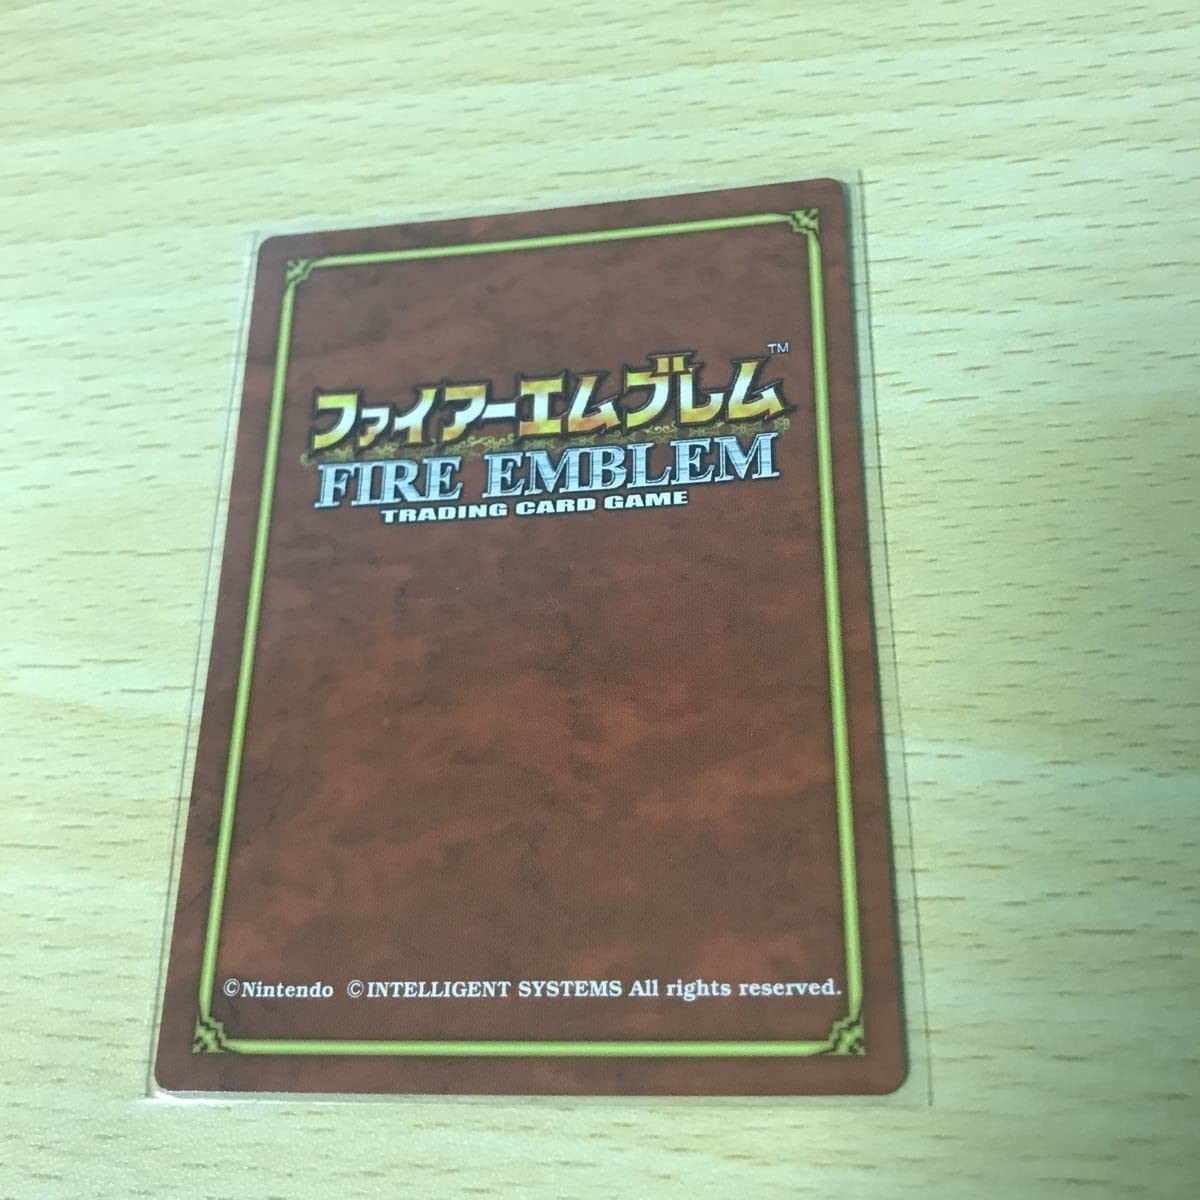 ファイアーエムブレム™
FIRE EMBLEM
TRADING CARD GAME
©Nintendo ©INTELLIGENT SYSTEMS All rights reserved.